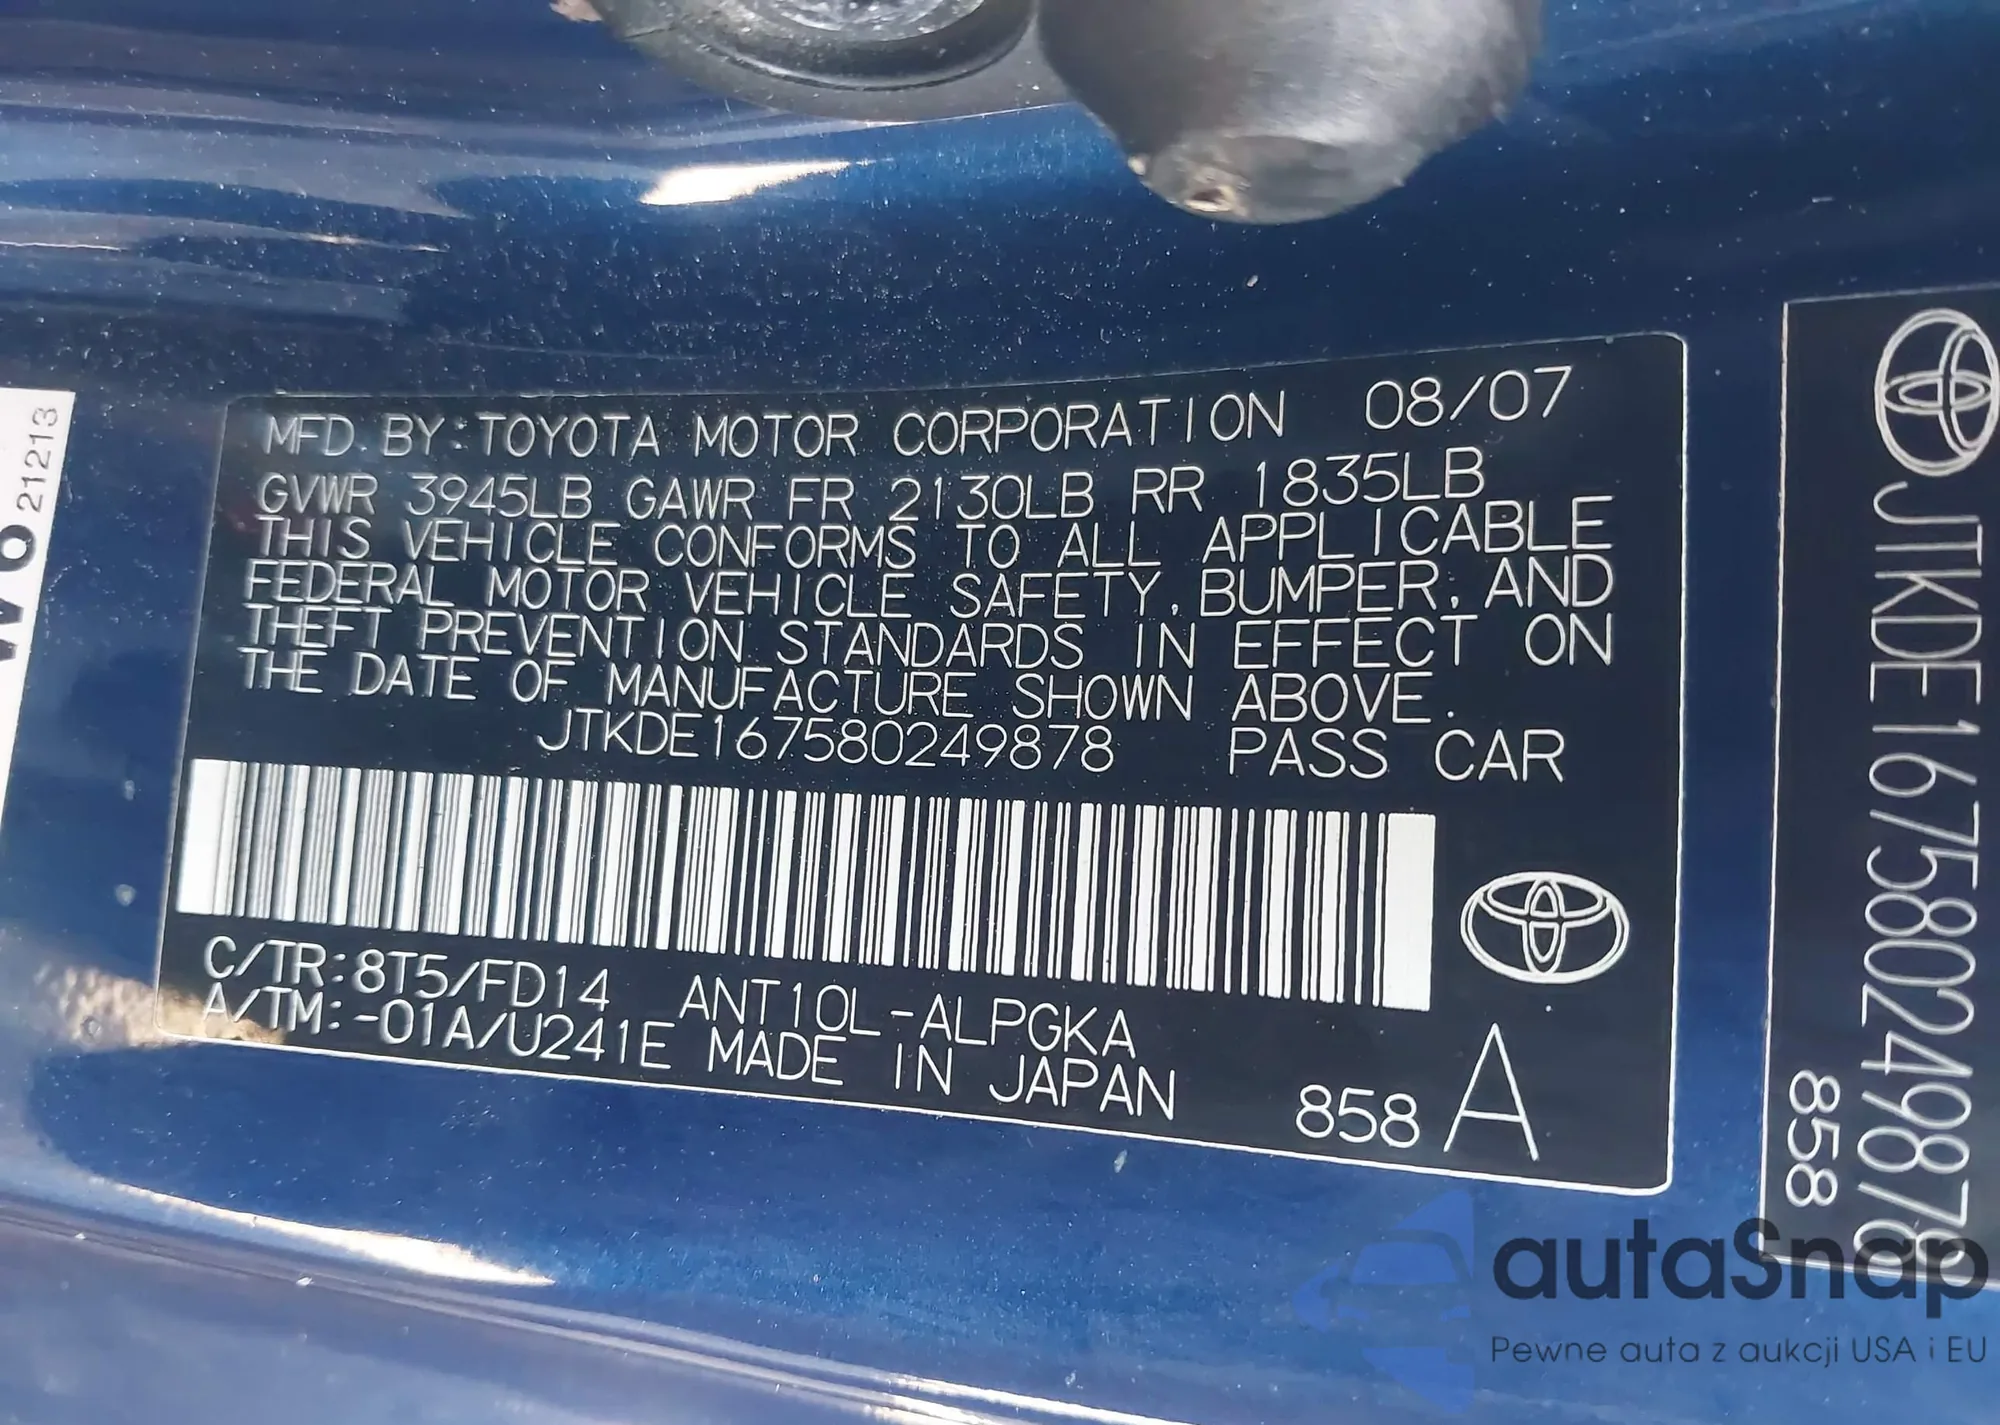 MFD. BY: TOYOTA MOTOR CORPORATION 08/07
GVWR 3945LB GAWR FR 2130LB RR 1835LB
THIS VEHICLE CONFORMS TO ALL APPLICABLE
FEDERAL MOTOR VEHICLE SAFETY, BUMPER, AND
THEFT PREVENTION STANDARDS IN EFFECT ON
THE DATE OF MANUFACTURE SHOWN ABOVE.
JTKDE167580249878 PASS CAR
C/TR:8T5/FD14 ANT10L-ALPGKA
A/TM:-01A/U241E MADE IN JAPAN
858 A
JTKDE167580249878
858
21213
autaSnap
Pewne auta z aukcji USA i EU